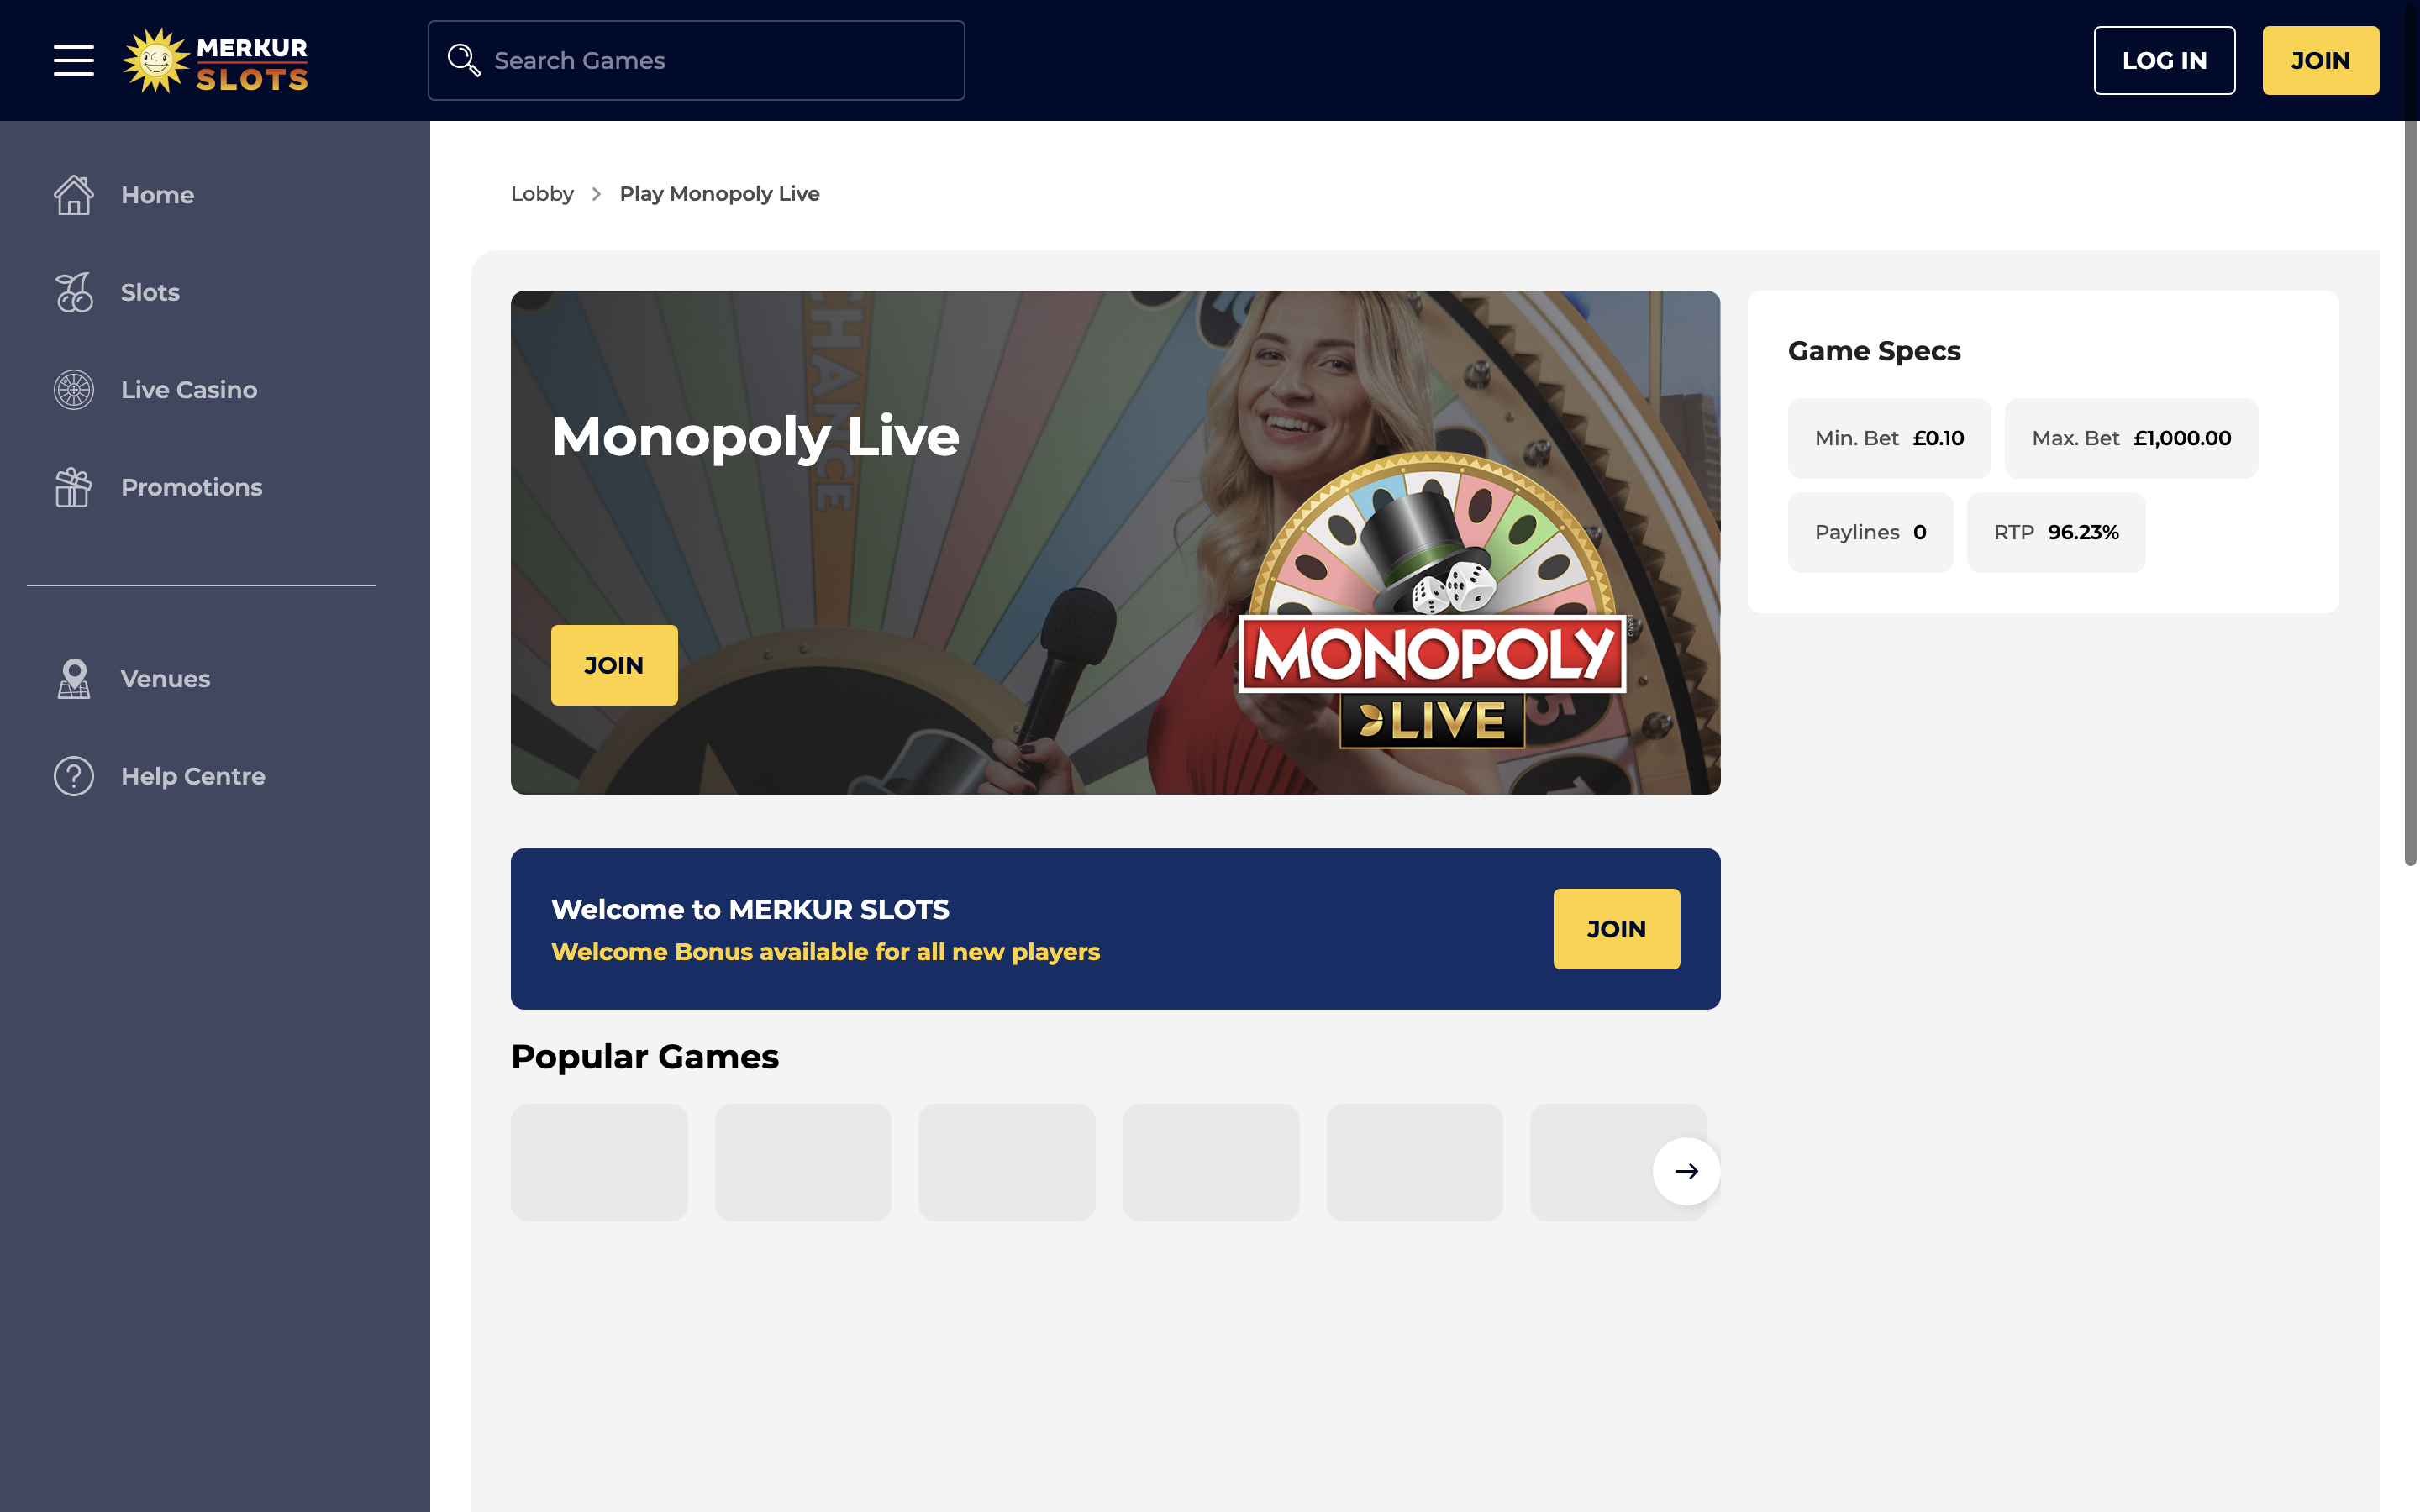 MERKUR
SLOTS
Search Games
LOG IN
JOIN
Home
Slots
Live Casino
Promotions
Venues
Help Centre
Lobby
Play Monopoly Live
CHANCE
Monopoly Live
JOIN
MONOPOLY
LIVE
Game Specs
Min. Bet £0.10
Max. Bet £1,000.00
Paylines 0
RTP 96.23%
Welcome to MERKUR SLOTS
Welcome Bonus available for all new players
JOIN
Popular Games